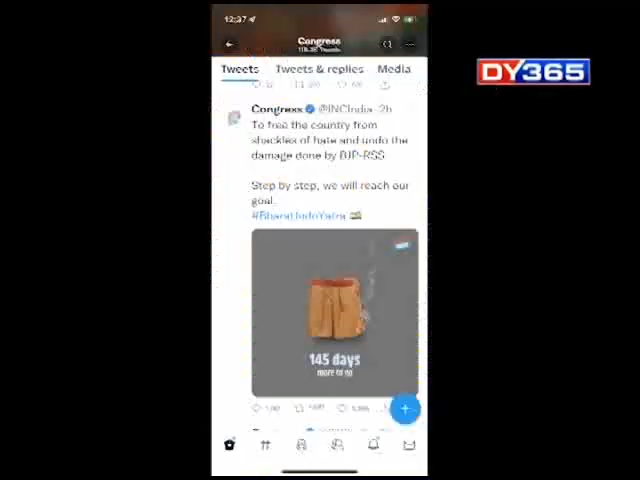 12:37
Congress
Tweets
Tweets & replies
Media
DY365
Congress @INCIndia · 2h
To free the country from
shackles of hate and undo the
damage done by BJP-RSS.
Step by step, we will reach our
goal.
#BharatJodoYatra
145 days
more to go